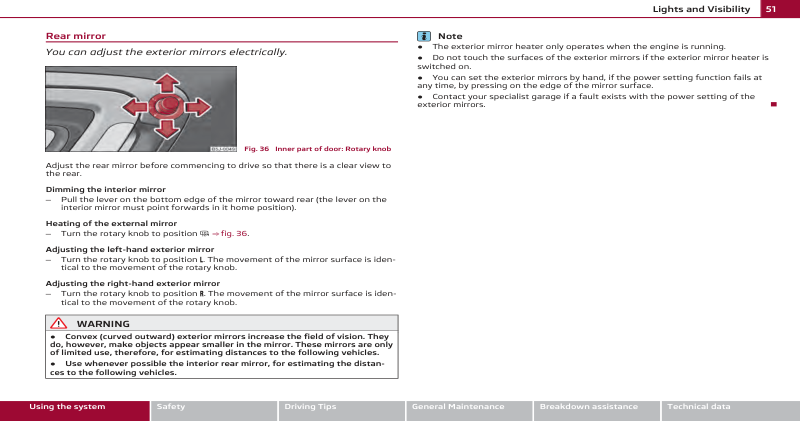 Lights and Visibility 51
Rear mirror
You can adjust the exterior mirrors electrically.
Fig. 36 Inner part of door: Rotary knob
Adjust the rear mirror before commencing to drive so that there is a clear view to
the rear.
Dimming the interior mirror
– Pull the lever on the bottom edge of the mirror toward rear (the lever on the
interior mirror must point forwards in it home position).
Heating of the external mirror
– Turn the rotary knob to position ⇒ fig. 36.
Adjusting the left-hand exterior mirror
– Turn the rotary knob to position L. The movement of the mirror surface is iden-
tical to the movement of the rotary knob.
Adjusting the right-hand exterior mirror
– Turn the rotary knob to position R. The movement of the mirror surface is iden-
tical to the movement of the rotary knob.
WARNING
• Convex (curved outward) exterior mirrors increase the field of vision. They
do, however, make objects appear smaller in the mirror. These mirrors are only
of limited use, therefore, for estimating distances to the following vehicles.
• Use whenever possible the interior rear mirror, for estimating the distan-
ces to the following vehicles.
i Note
• The exterior mirror heater only operates when the engine is running.
• Do not touch the surfaces of the exterior mirrors if the exterior mirror heater is
switched on.
• You can set the exterior mirrors by hand, if the power setting function fails at
any time, by pressing on the edge of the mirror surface.
• Contact your specialist garage if a fault exists with the power setting of the
exterior mirrors.
Using the system Safety Driving Tips General Maintenance Breakdown assistance Technical data